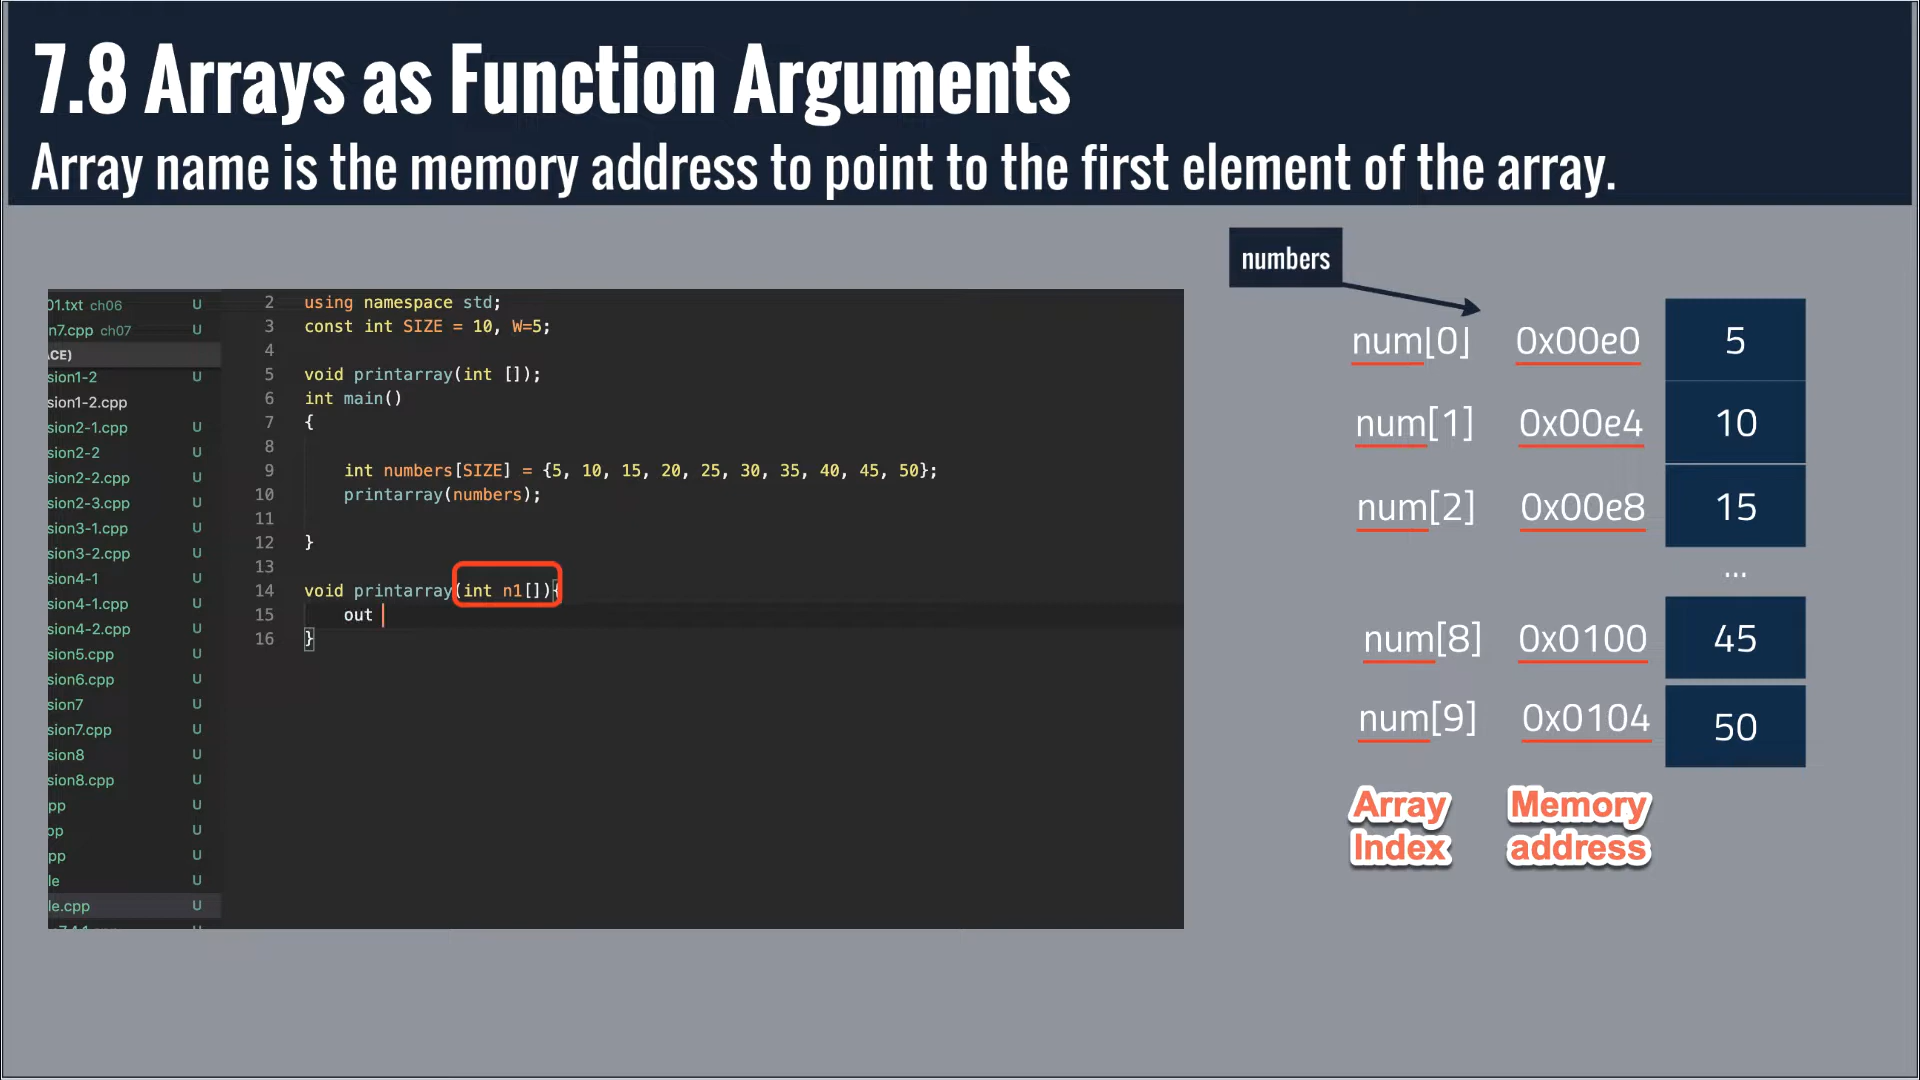 7.8 Arrays as Function Arguments
Array name is the memory address to point to the first element of the array.
numbers
01.txt ch06 U
n7.cpp ch07 U
ACE)
sion1-2 U
sion1-2.cpp
sion2-1.cpp U
sion2-2 U
sion2-2.cpp U
sion2-3.cpp U
sion3-1.cpp U
sion3-2.cpp U
sion4-1 U
sion4-1.cpp U
sion4-2.cpp U
sion5.cpp U
sion6.cpp U
sion7 U
sion7.cpp U
sion8 U
sion8.cpp U
pp U
op U
pp U
le U
le.cpp U
2 using namespace std;
3 const int SIZE = 10, W=5;
4
5 void printarray(int []);
6 int main()
7 {
8
9 int numbers[SIZE] = {5, 10, 15, 20, 25, 30, 35, 40, 45, 50};
10 printarray(numbers);
11
12 }
13
14 void printarray(int n1[]){
15 out
16 }
num[0] 0x00e0 5
num[1] 0x00e4 10
num[2] 0x00e8 15
...
num[8] 0x0100 45
num[9] 0x0104 50
Array
Index
Memory
address